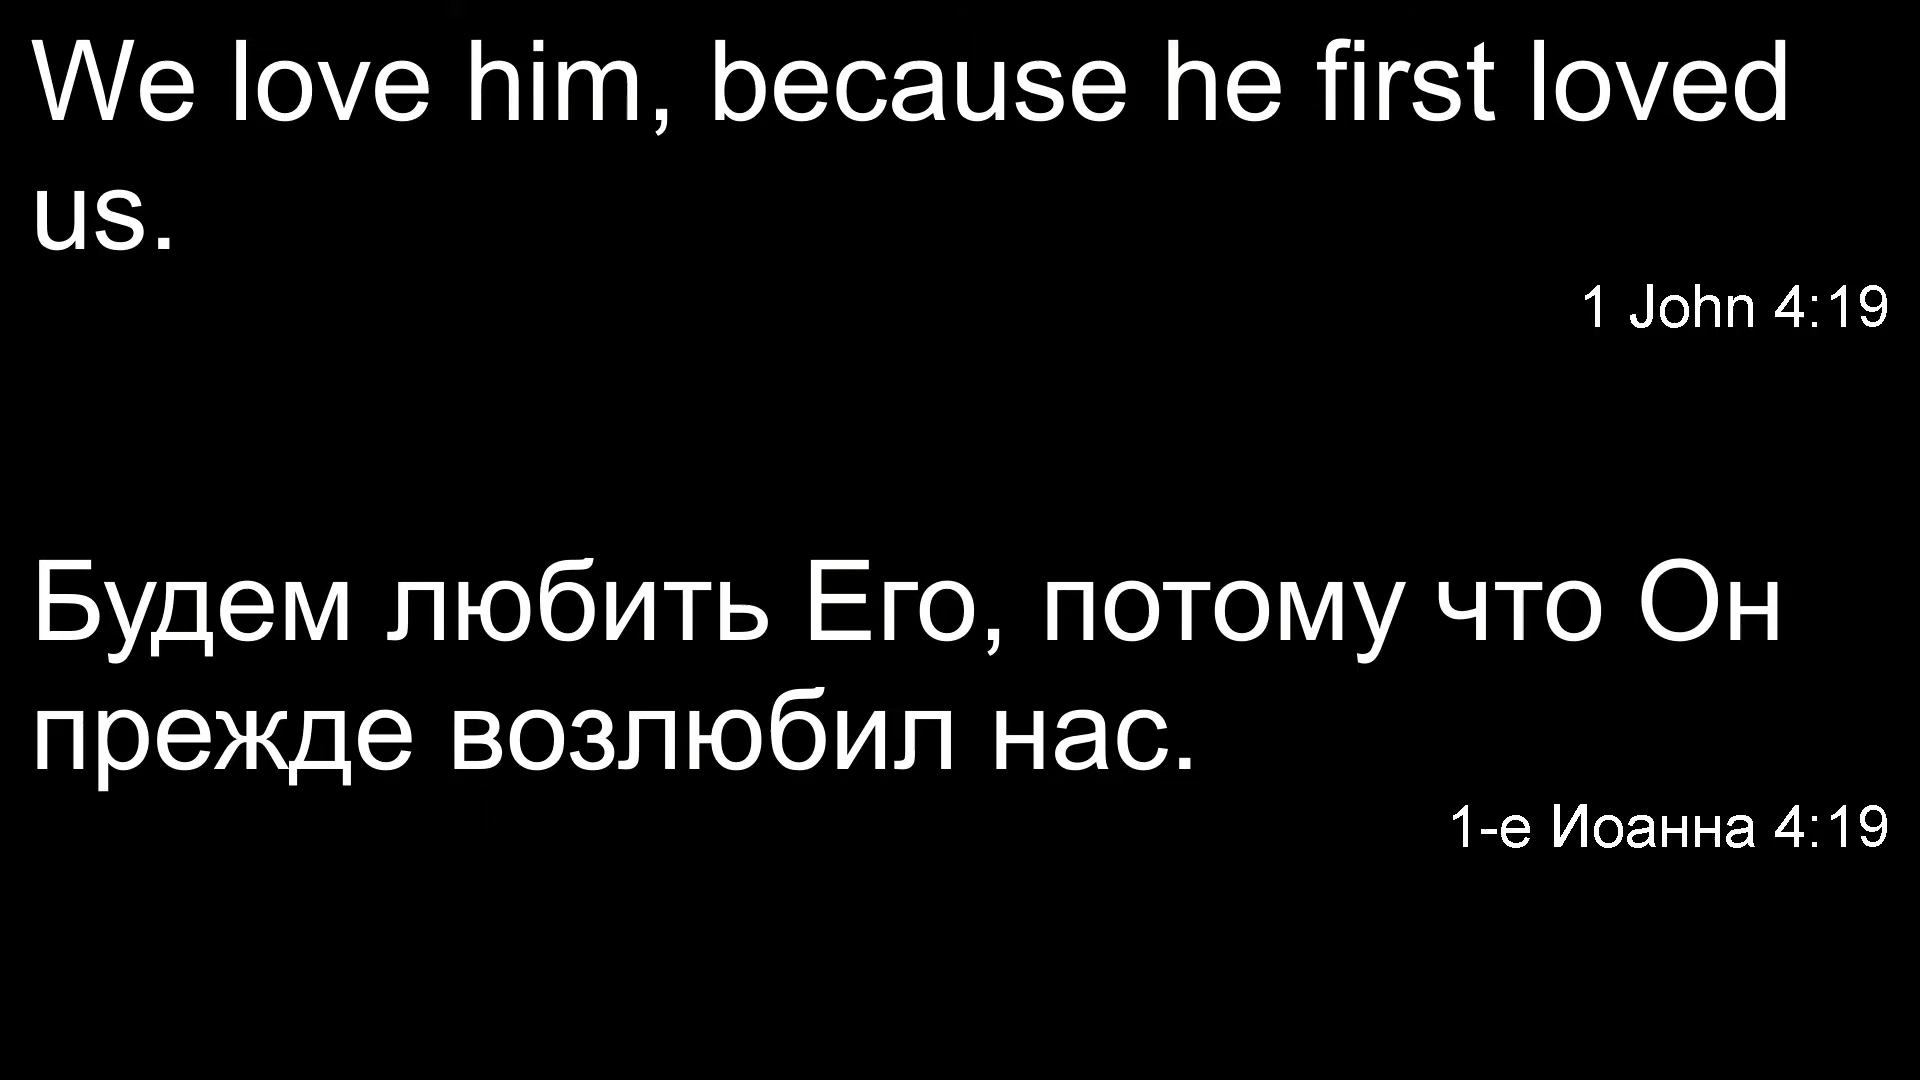 We love him, because he first loved
us.
1 John 4:19
Будем любить Его, потому что Он
прежде возлюбил нас.
1-е Иоанна 4:19